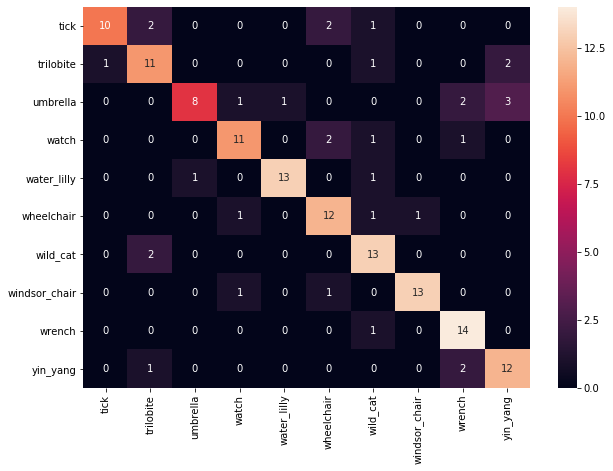 tick 10 2 0 0 0 2 1 0 0 0
trilobite 1 11 0 0 0 0 1 0 0 2
umbrella 0 0 8 1 1 0 0 0 2 3
watch 0 0 0 11 0 2 1 0 1 0
water_lilly 0 0 1 0 13 0 1 0 0 0
wheelchair 0 0 0 1 0 12 1 1 0 0
wild_cat 0 2 0 0 0 0 13 0 0 0
windsor_chair 0 0 0 1 0 1 0 13 0 0
wrench 0 0 0 0 0 0 1 0 14 0
yin_yang 0 1 0 0 0 0 0 0 2 12
tick trilobite umbrella watch water_lilly wheelchair wild_cat windsor_chair wrench yin_yang
12.5
10.0
7.5
5.0
2.5
0.0